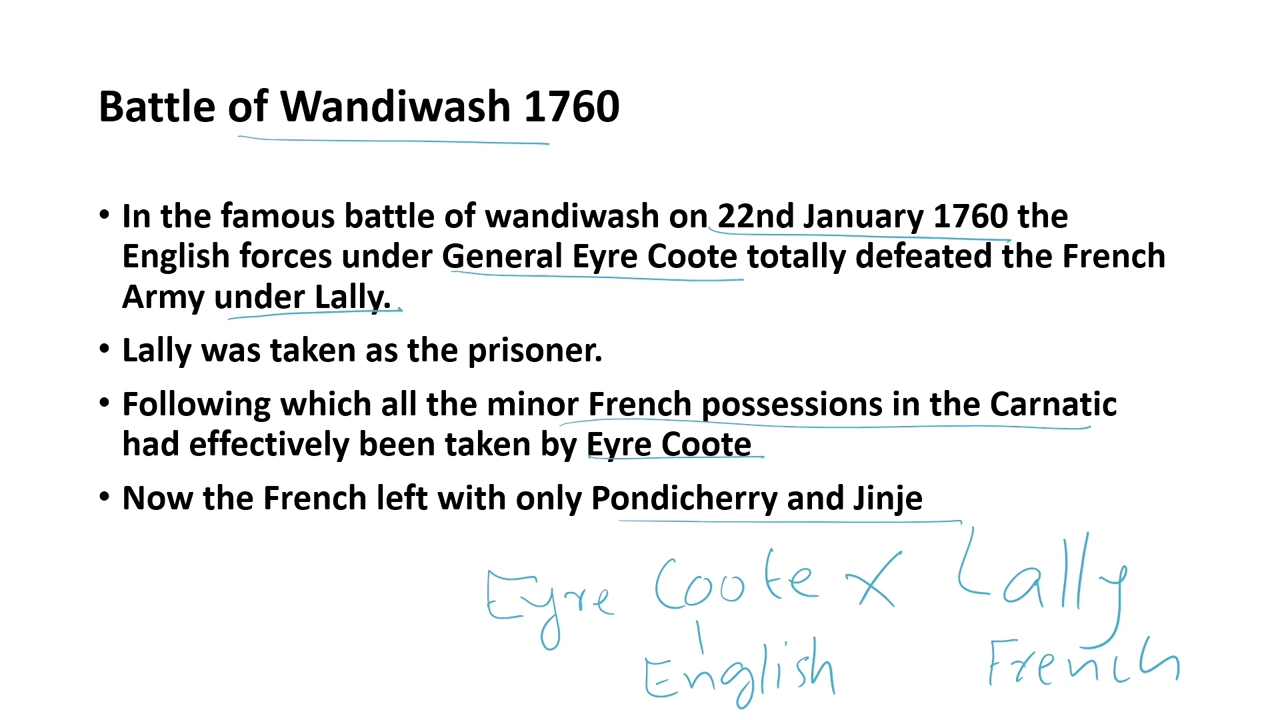 Battle of Wandiwash 1760
• In the famous battle of wandiwash on 22nd January 1760 the
English forces under General Eyre Coote totally defeated the French
Army under Lally.
• Lally was taken as the prisoner.
• Following which all the minor French possessions in the Carnatic
had effectively been taken by Eyre Coote
• Now the French left with only Pondicherry and Jinje
Eyre Coote x Lally
English French